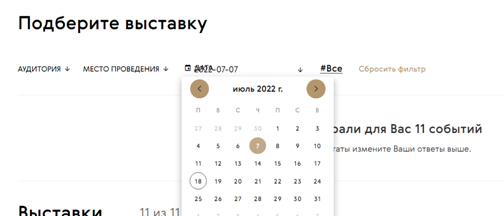 Подберите выставку
АУДИТОРИЯ МЕСТО ПРОВЕДЕНИЯ ДАТА 2022-07-07 #Все Сбросить фильтр
июль 2022 г.
П В С Ч П С В
27 28 29 30 1 2 3
рали для Вас 11 событий
4 5 6 7 8 9 10
таты измените Ваши ответы выше.
11 12 13 14 15 16 17
18 19 20 21 22 23 24
25 26 27 28 29 30 31
Выставки 11 из 11